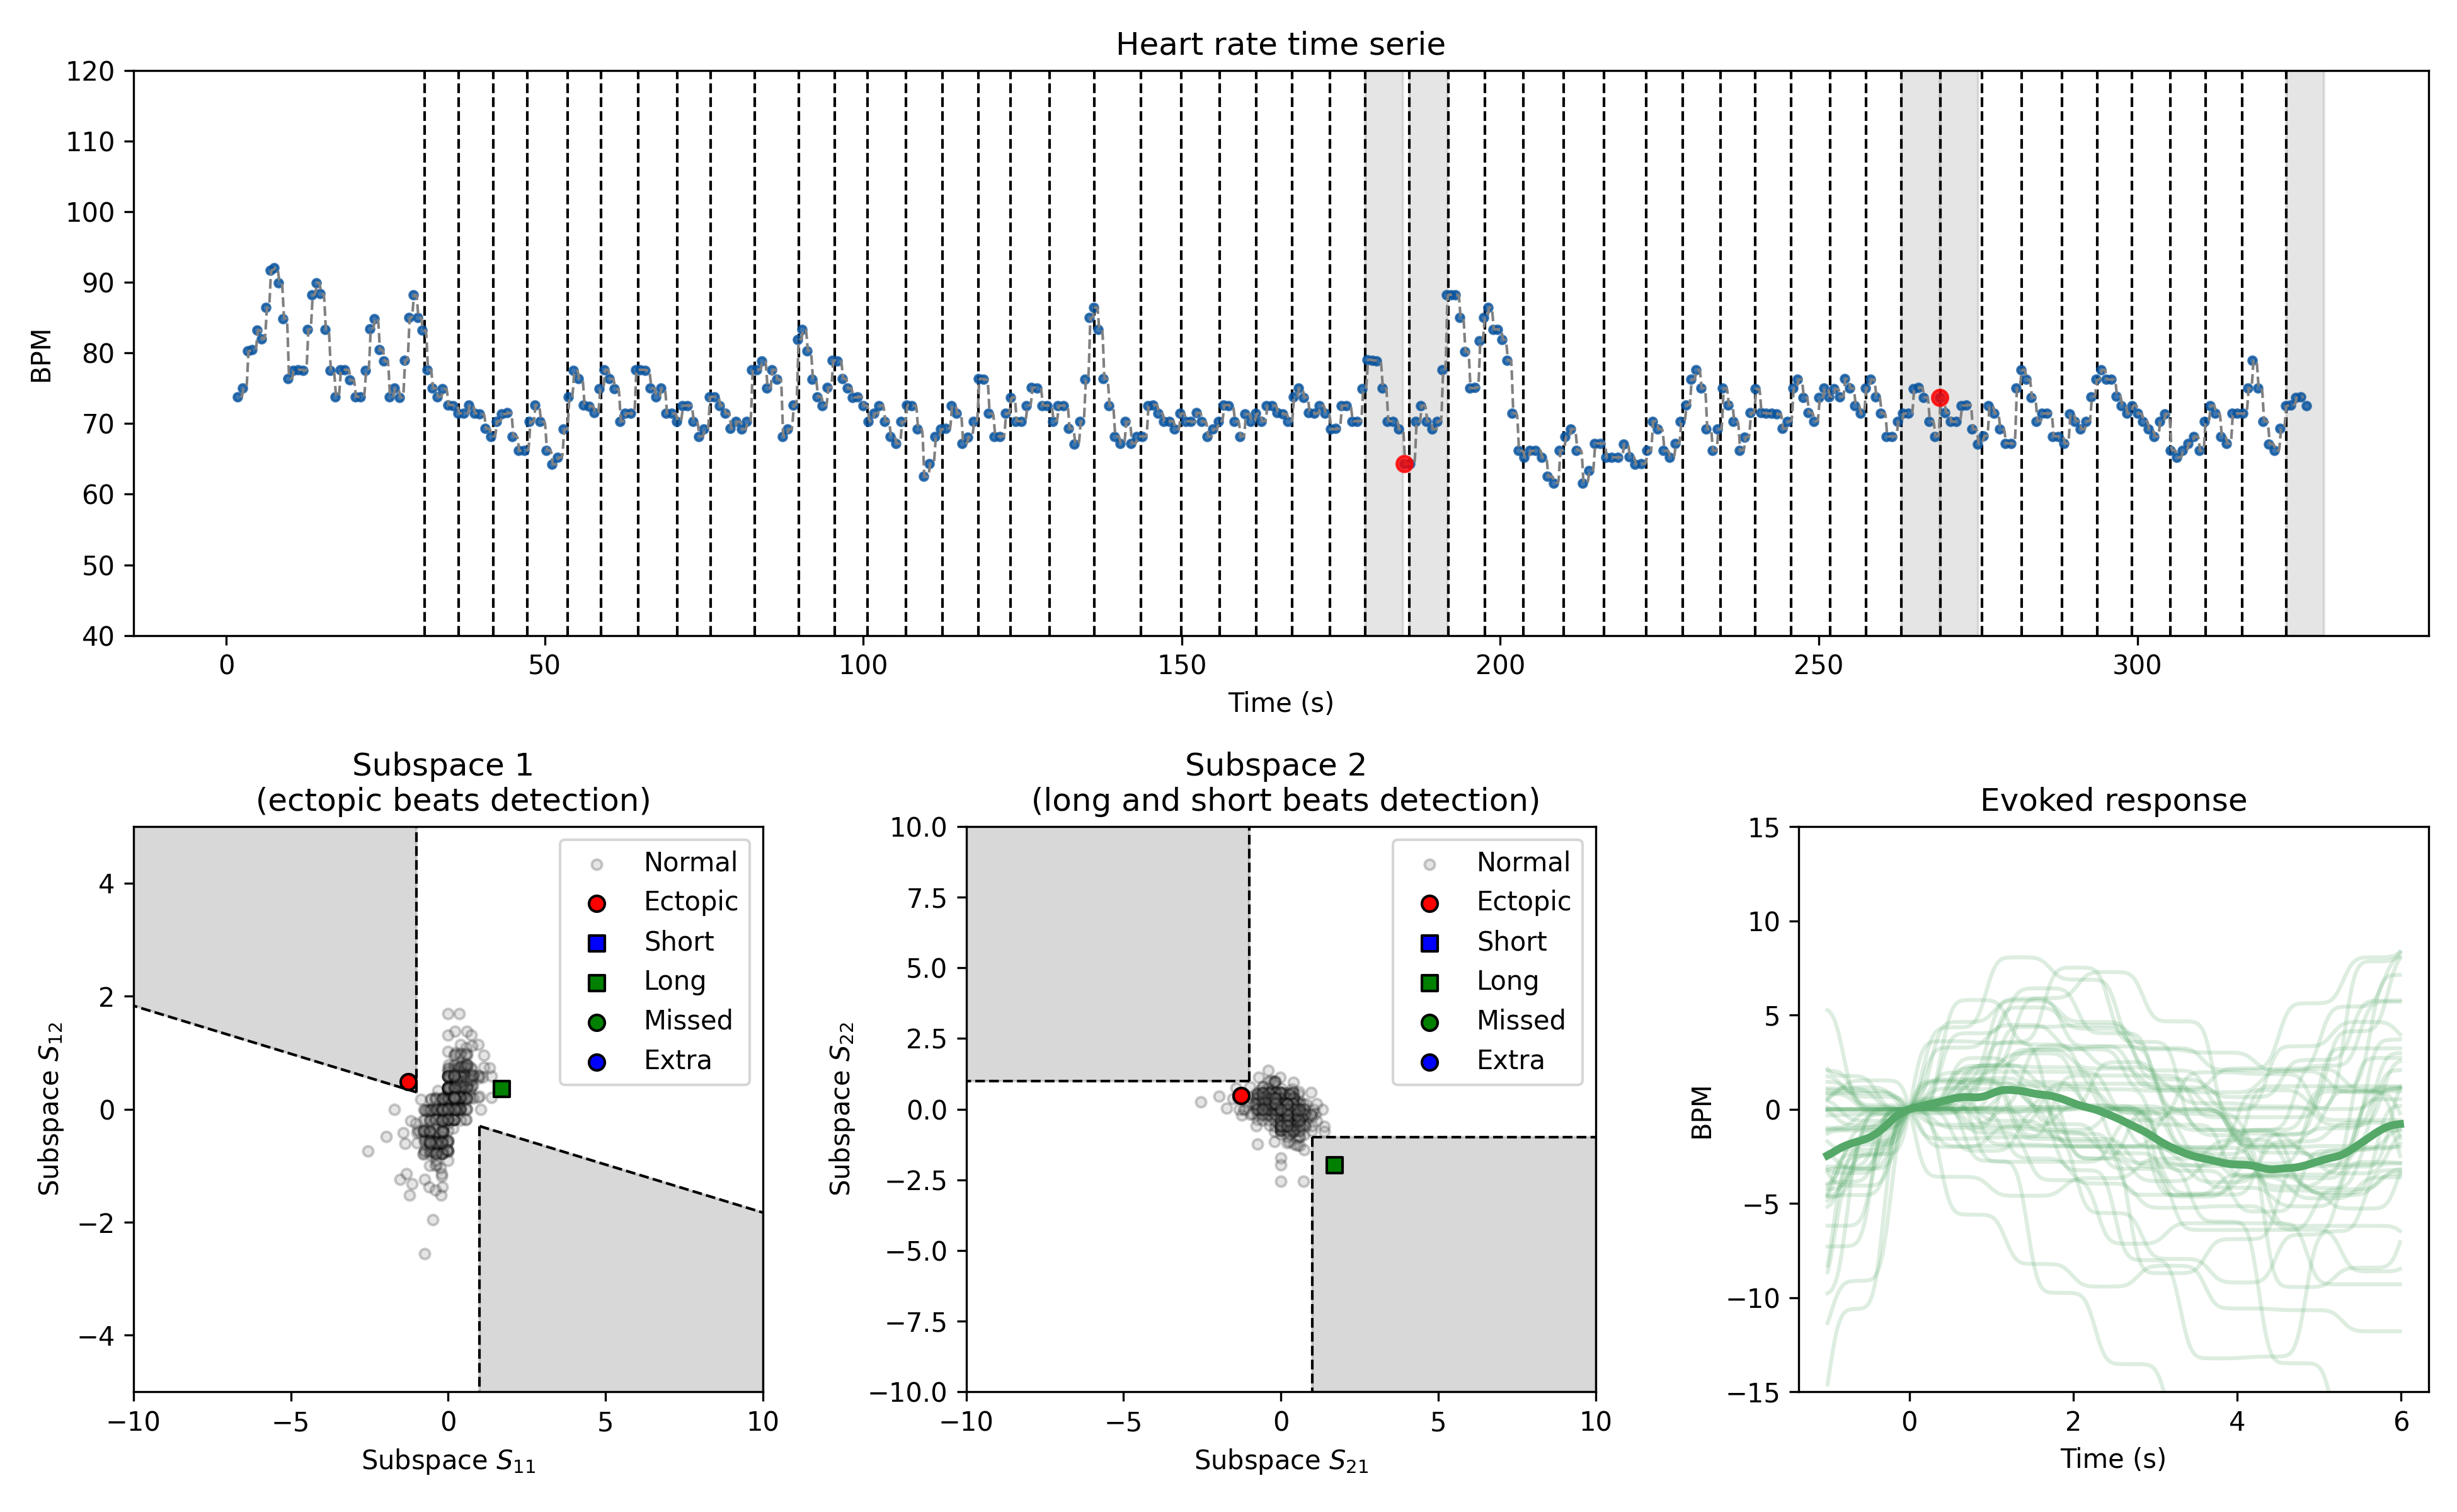 Heart rate time serie
120
110
100
90
80
70
60
50
40
BPM
0 50 100 150 200 250 300
Time (s)
Subspace 1
(ectopic beats detection)
4
2
0
−2
−4
Subspace S₁₂
Normal
Ectopic
Short
Long
Missed
Extra
−10 −5 0 5 10
Subspace S₁₁
Subspace 2
(long and short beats detection)
10.0
7.5
5.0
2.5
0.0
−2.5
−5.0
−7.5
−10.0
Subspace S₂₂
Normal
Ectopic
Short
Long
Missed
Extra
−10 −5 0 5 10
Subspace S₂₁
Evoked response
15
10
5
0
−5
−10
−15
BPM
0 2 4 6
Time (s)